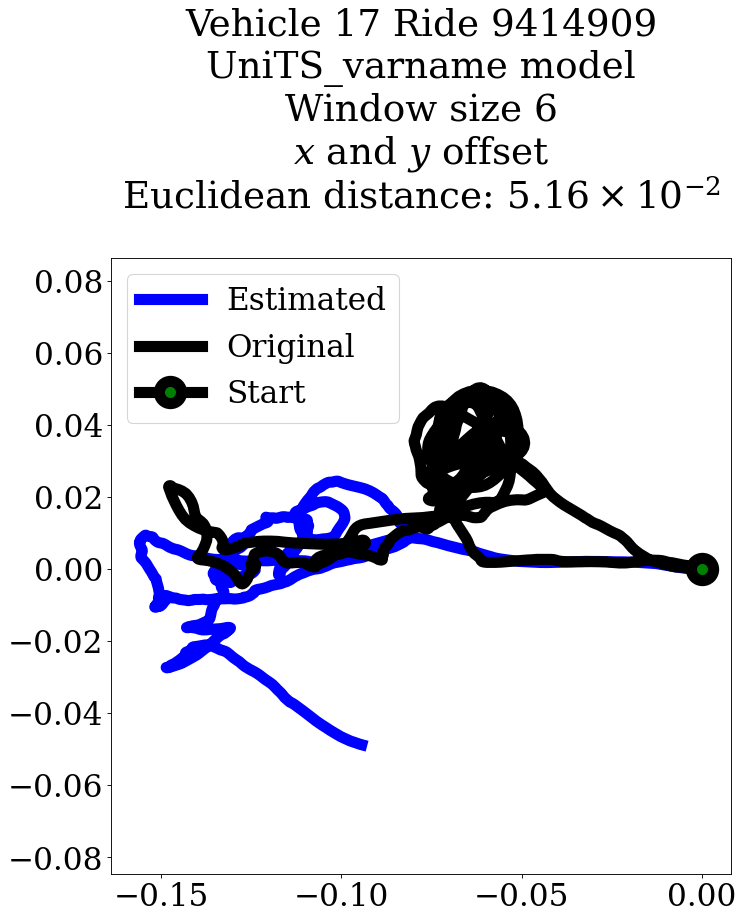 Vehicle 17 Ride 9414909
UniTS_varname model
Window size 6
x and y offset
Euclidean distance: 5.16 × 10⁻²
Estimated
Original
Start
0.08
0.06
0.04
0.02
0.00
−0.02
−0.04
−0.06
−0.08
−0.15 −0.10 −0.05 0.00